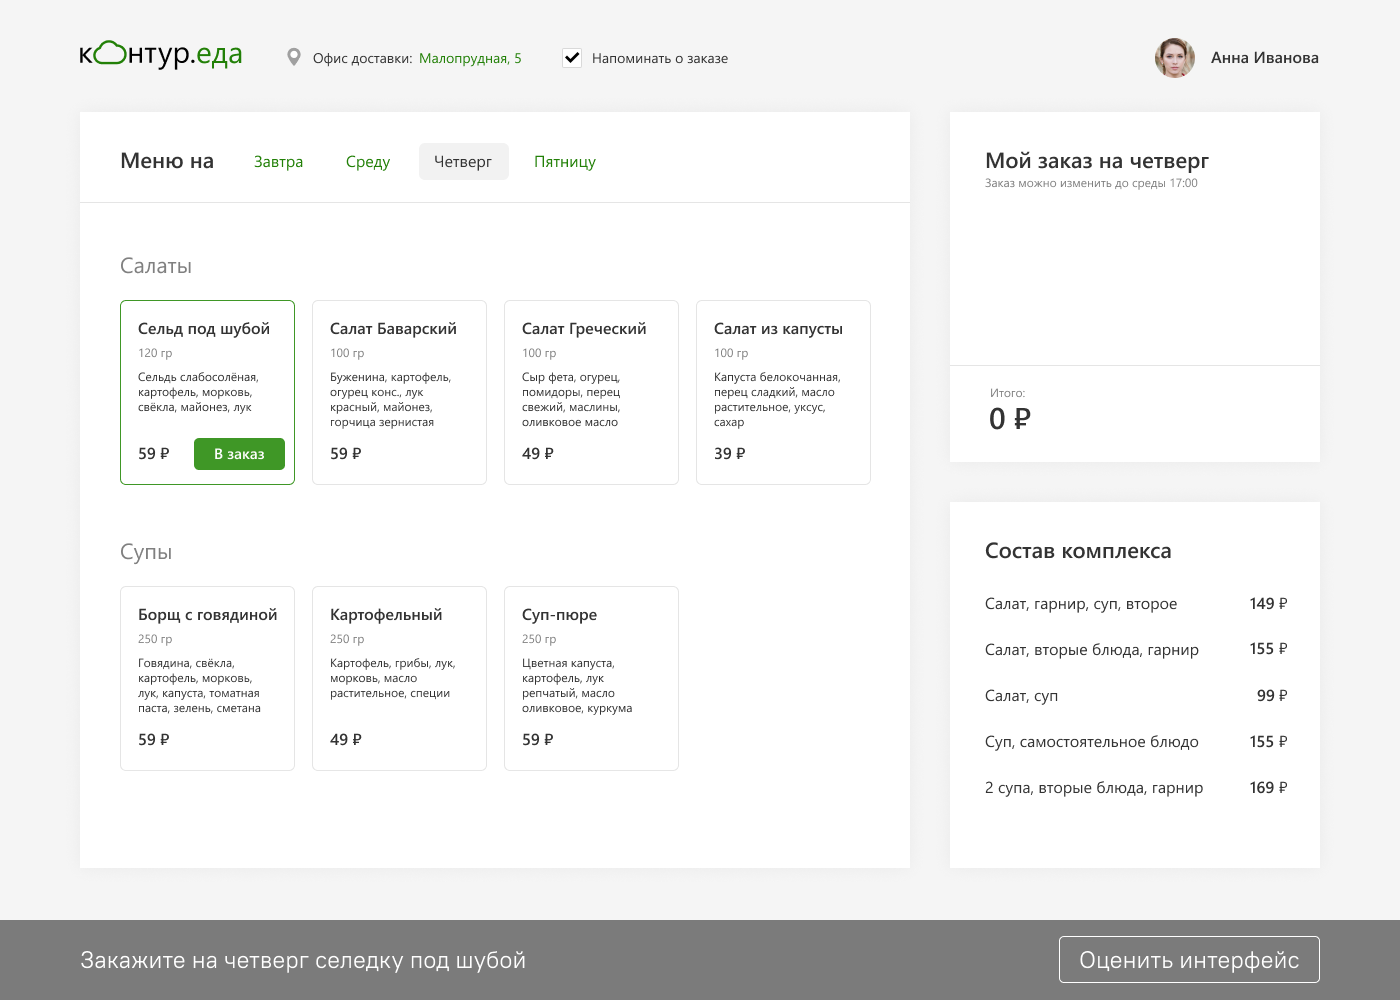 контур.еда
Офис доставки: Малопрудная, 5
Напоминать о заказе
Анна Иванова
Меню на
Завтра
Среду
Четверг
Пятницу
Салаты
Сельд под шубой
120 гр
Сельдь слабосолёная,
картофель, морковь,
свёкла, майонез, лук
59 ₽
В заказ
Салат Баварский
100 гр
Буженина, картофель,
огурец конс., лук
красный, майонез,
горчица зернистая
59 ₽
Салат Греческий
100 гр
Сыр фета, огурец,
помидоры, перец
свежий, маслины,
оливковое масло
49 ₽
Салат из капусты
100 гр
Капуста белокочанная,
перец сладкий, масло
растительное, уксус,
сахар
39 ₽
Супы
Борщ с говядиной
250 гр
Говядина, свёкла,
картофель, морковь,
лук, капуста, томатная
паста, зелень, сметана
59 ₽
Картофельный
250 гр
Картофель, грибы, лук,
морковь, масло
растительное, специи
49 ₽
Суп-пюре
250 гр
Цветная капуста,
картофель, лук
репчатый, масло
оливковое, куркума
59 ₽
Мой заказ на четверг
Заказ можно изменить до среды 17:00
Итого:
0 ₽
Состав комплекса
Салат, гарнир, суп, второе 149 ₽
Салат, вторые блюда, гарнир 155 ₽
Салат, суп 99 ₽
Суп, самостоятельное блюдо 155 ₽
2 супа, вторые блюда, гарнир 169 ₽
Закажите на четверг селедку под шубой
Оценить интерфейс